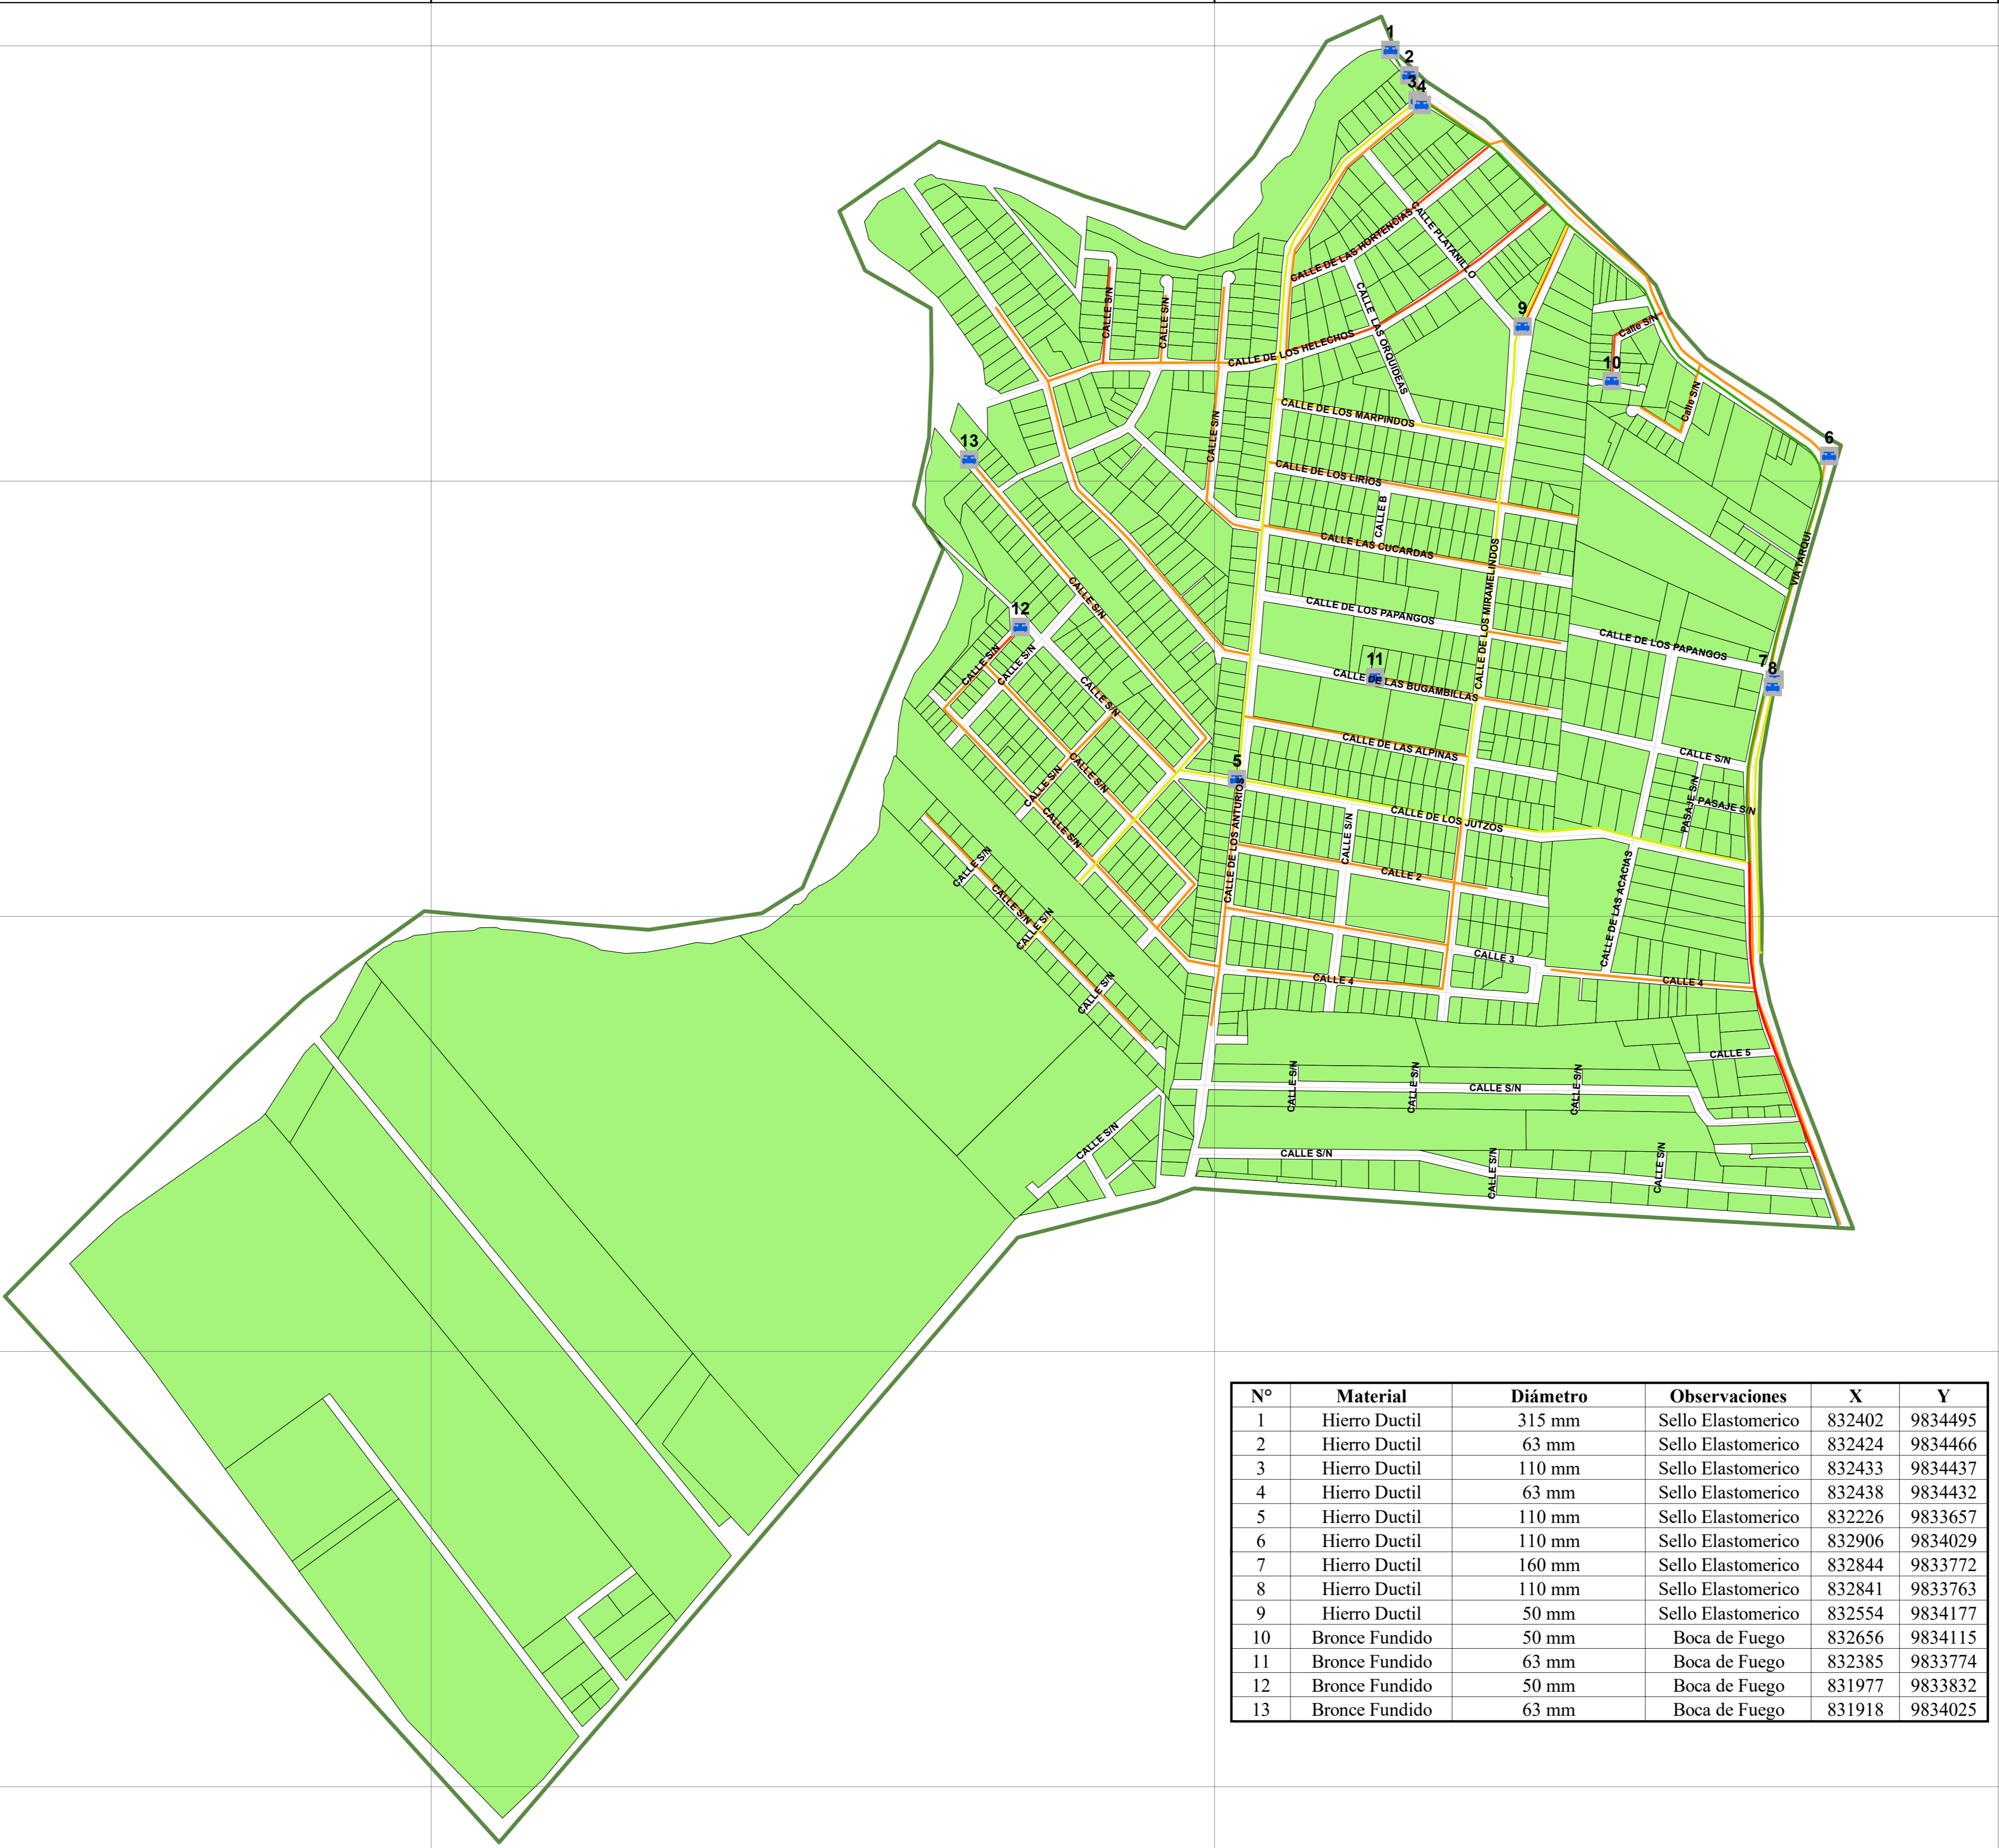 1
2
3
4
CALLE DE LAS HORTENCIAS
CALLE PLATANILLO
CALLE S/N
CALLE S/N
CALLE LAS ORQUIDEAS
9
Calle S/N
CALLE DE LOS HELECHOS
10
CALLE DE LOS MARPINDOS
Calle S/N
CALLE S/N
13
6
CALLE DE LOS LIRIOS
CALLE B
CALLE LAS CUCARDAS
VIA TARQUI
CALLE DE LOS MIRAMELINDOS
CALLE S/N
12
CALLE DE LOS PAPANGOS
CALLE DE LOS PAPANGOS
CALLE S/N
CALLE S/N
11
7
8
CALLE DE LAS BUGAMBILLAS
CALLE S/N
CALLE DE LAS ALPINAS
CALLE S/N
5
CALLE S/N
CALLE S/N
PASAJE S/N
PASAJE S/N
CALLE DE LOS JUTZOS
CALLE S/N
CALLE S/N
CALLE DE LOS ANTURIOS
CALLE S/N
CALLE 2
CALLE DE LAS ACACIAS
CALLE S/N
CALLE S/N
CALLE 3
CALLE 4
CALLE 4
CALLE S/N
CALLE 5
CALLE S/N
CALLE S/N
CALLE S/N
CALLE S/N
CALLE S/N
CALLE S/N
CALLE S/N
CALLE S/N
N° Material Diámetro Observaciones X Y
1 Hierro Ductil 315 mm Sello Elastomerico 832402 9834495
2 Hierro Ductil 63 mm Sello Elastomerico 832424 9834466
3 Hierro Ductil 110 mm Sello Elastomerico 832433 9834437
4 Hierro Ductil 63 mm Sello Elastomerico 832438 9834432
5 Hierro Ductil 110 mm Sello Elastomerico 832226 9833657
6 Hierro Ductil 110 mm Sello Elastomerico 832906 9834029
7 Hierro Ductil 160 mm Sello Elastomerico 832844 9833772
8 Hierro Ductil 110 mm Sello Elastomerico 832841 9833763
9 Hierro Ductil 50 mm Sello Elastomerico 832554 9834177
10 Bronce Fundido 50 mm Boca de Fuego 832656 9834115
11 Bronce Fundido 63 mm Boca de Fuego 832385 9833774
12 Bronce Fundido 50 mm Boca de Fuego 831977 9833832
13 Bronce Fundido 63 mm Boca de Fuego 831918 9834025